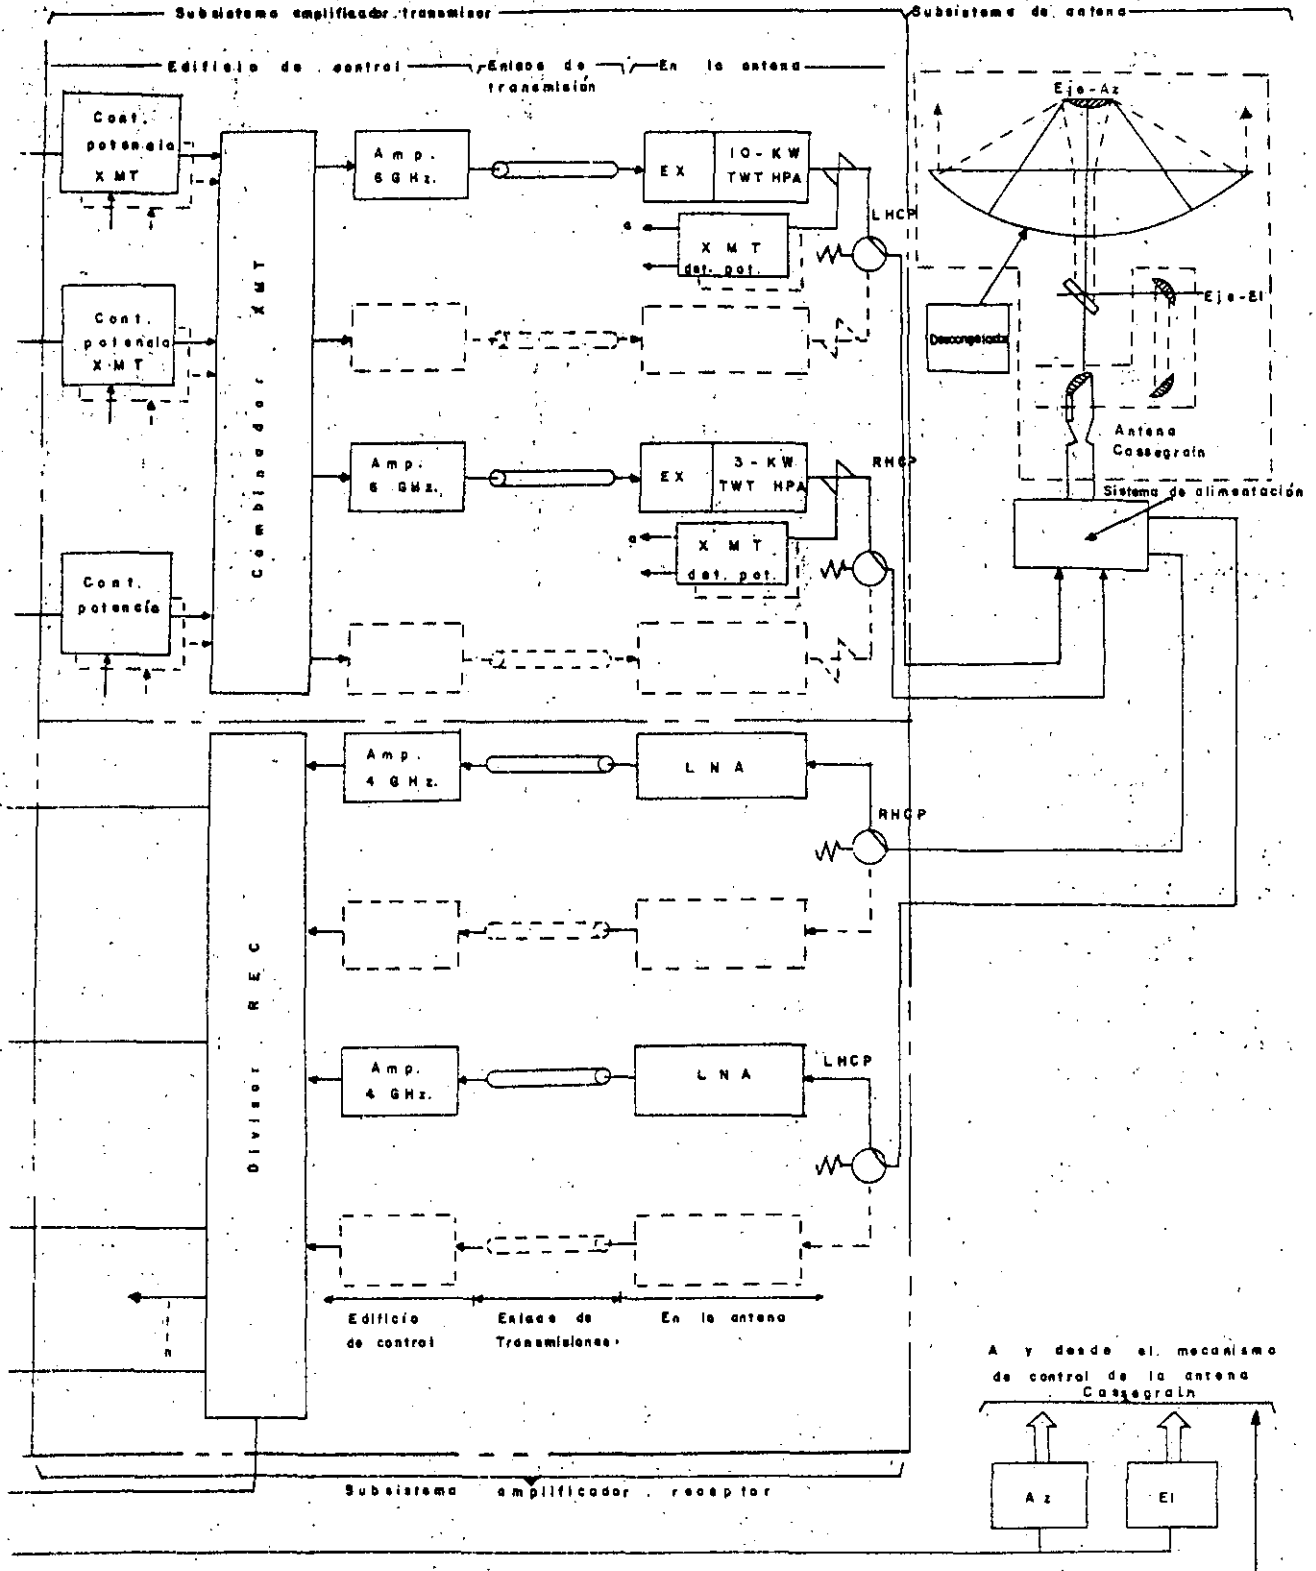 Subsistema amplificador transmisor
Subsistema de antena
Edificio de control
Enlace de
transmisión
En la antena
Cont.
potencia
XMT
Combinador XMT
Amp.
6 GHz.
EX
10-KW
TWT HPA
LHCP
a
XMT
det. pot.
Eje-Az
Eje-El
Descongelador
Antena
Cassegrain
Sistema de alimentación
Cont.
potencia
XMT
Amp.
6 GHz.
EX
3-KW
TWT HPA
RHCP
a
XMT
det. pot.
Cont.
potencía
Divisor REC
Amp.
4 GHz.
LNA
RHCP
Amp.
4 GHz.
LNA
LHCP
n
Edificío
de control
Enlace de
Transmisiones
En la antena
Subsistema amplificador receptor
A y desde el mecanismo
de control de la antena
Cassegrain
Az
El